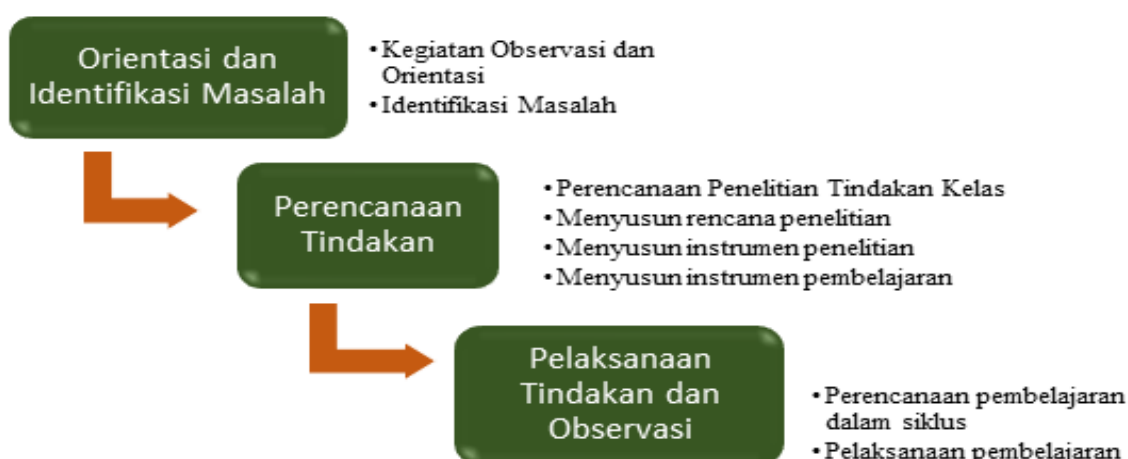 Orientasi dan
Identifikasi Masalah
•Kegiatan Observasi dan
Orientasi
•Identifikasi Masalah
Perencanaan
Tindakan
•Perencanaan Penelitian Tindakan Kelas
•Menyusun rencana penelitian
•Menyusun instrumen penelitian
•Menyusun instrumen pembelajaran
Pelaksanaan
Tindakan dan
Observasi
•Perencanaan pembelajaran
dalam siklus
•Pelaksanaan pembelajaran